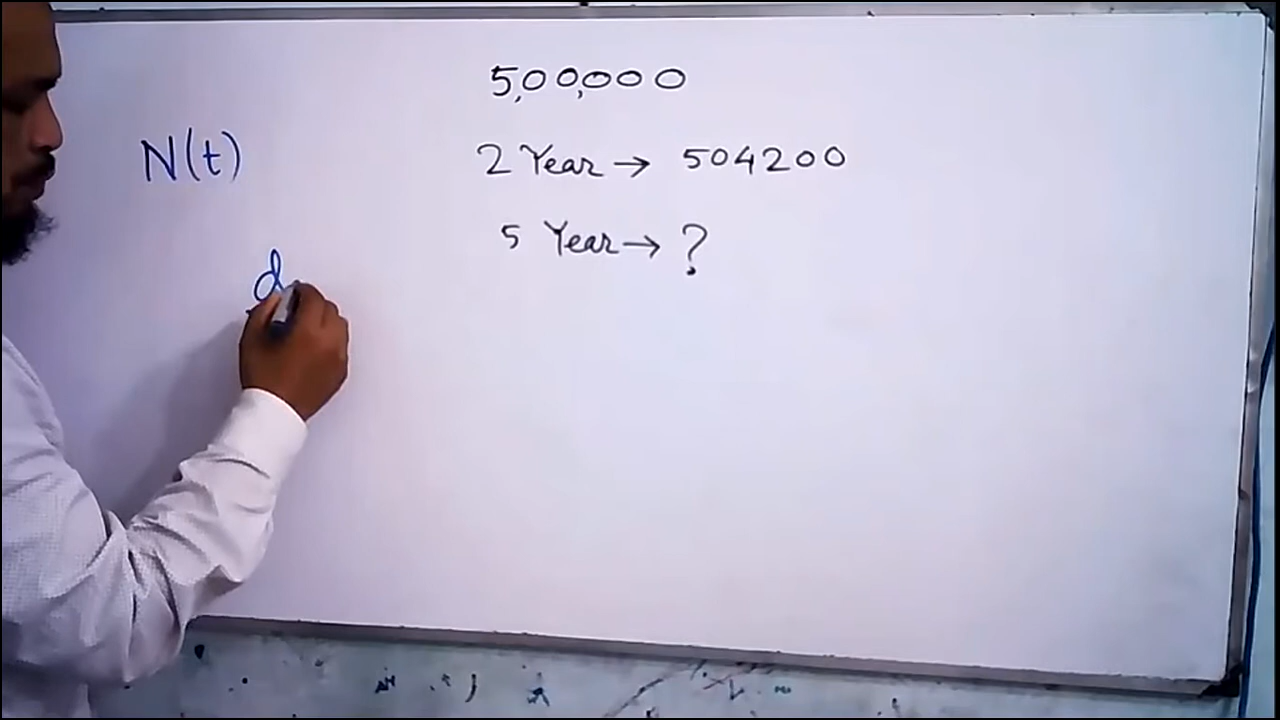 5,00,000
N(t)
2 Year → 504200
5 Year → ?
d